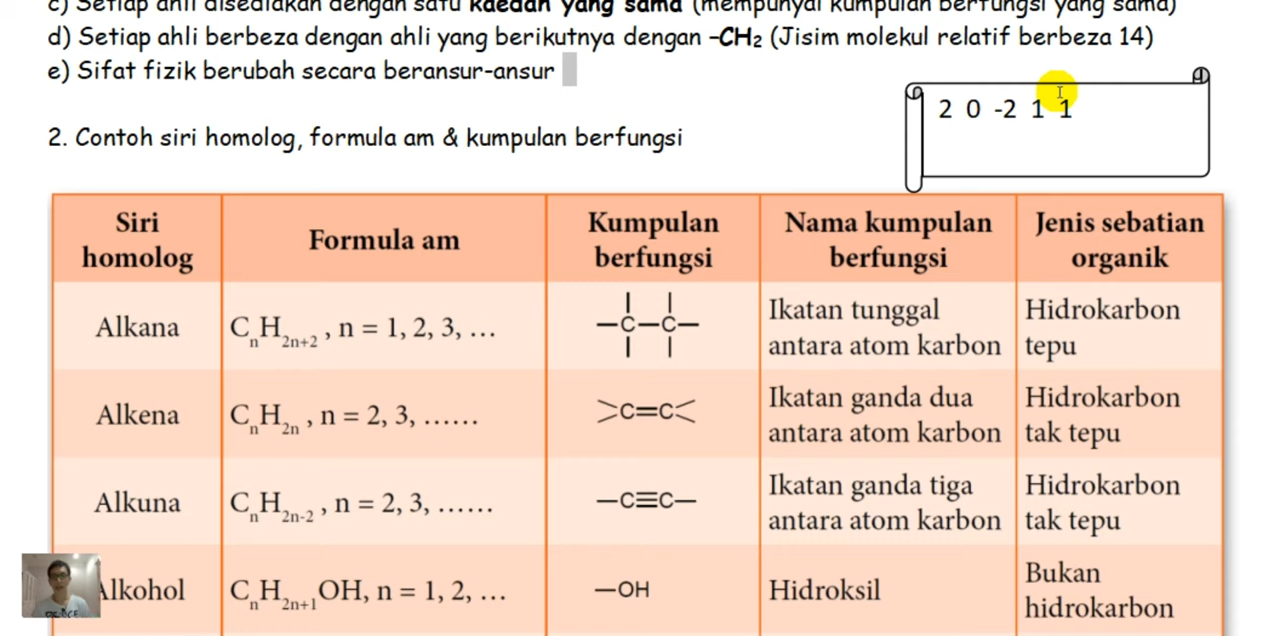 c) Setiap ahli disediakan dengan satu kaedah yang sama (mempunyai kumpulan berfungsi yang sama)
d) Setiap ahli berbeza dengan ahli yang berikutnya dengan –CH₂ (Jisim molekul relatif berbeza 14)
e) Sifat fizik berubah secara beransur-ansur
2 0 -2 1 1
2. Contoh siri homolog, formula am & kumpulan berfungsi
Siri homolog | Formula am | Kumpulan berfungsi | Nama kumpulan berfungsi | Jenis sebatian organik
Alkana | CₙH₂ₙ₊₂ , n = 1, 2, 3, … | –C–C– | Ikatan tunggal antara atom karbon | Hidrokarbon tepu
Alkena | CₙH₂ₙ , n = 2, 3, …… | >C=C< | Ikatan ganda dua antara atom karbon | Hidrokarbon tak tepu
Alkuna | CₙH₂ₙ₋₂ , n = 2, 3, …… | –C≡C– | Ikatan ganda tiga antara atom karbon | Hidrokarbon tak tepu
Alkohol | CₙH₂ₙ₊₁OH, n = 1, 2, … | –OH | Hidroksil | Bukan hidrokarbon